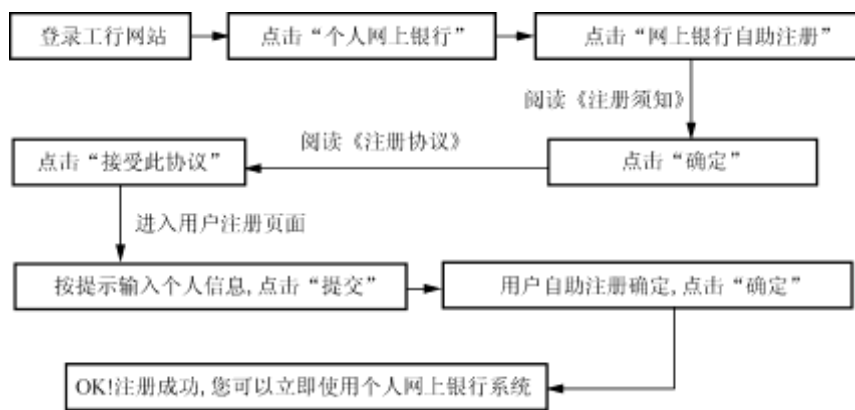 登录工行网站
点击“个人网上银行”
点击“网上银行自助注册”
阅读《注册须知》
点击“确定”
阅读《注册协议》
点击“接受此协议”
进入用户注册页面
按提示输入个人信息,点击“提交”
用户自助注册确定,点击“确定”
OK!注册成功,您可以立即使用个人网上银行系统